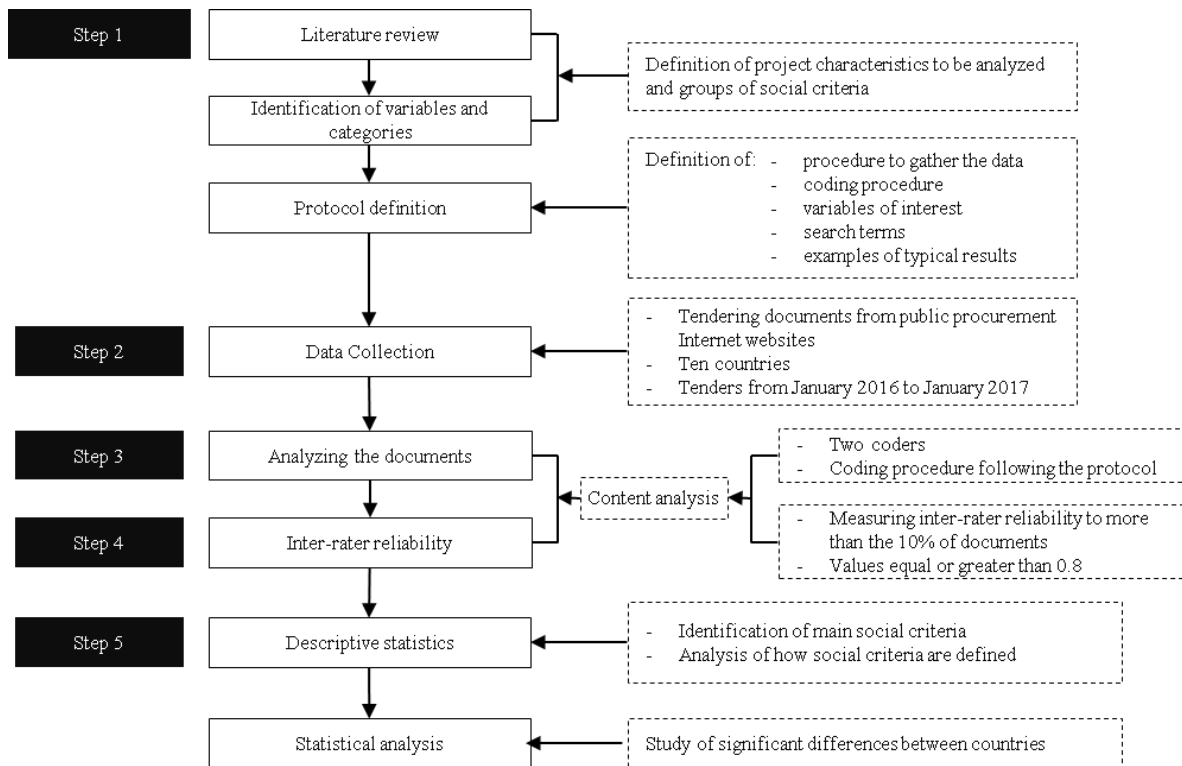 Step 1
Literature review
Definition of project characteristics to be analyzed
and groups of social criteria
Identification of variables and
categories
Definition of: - procedure to gather the data
- coding procedure
- variables of interest
- search terms
- examples of typical results
Protocol definition
Step 2
Data Collection
- Tendering documents from public procurement
Internet websites
- Ten countries
- Tenders from January 2016 to January 2017
Step 3
Analyzing the documents
Content analysis
- Two coders
- Coding procedure following the protocol
Step 4
Inter-rater reliability
- Measuring inter-rater reliability to more
than the 10% of documents
- Values equal or greater than 0.8
Step 5
Descriptive statistics
- Identification of main social criteria
- Analysis of how social criteria are defined
Statistical analysis
Study of significant differences between countries